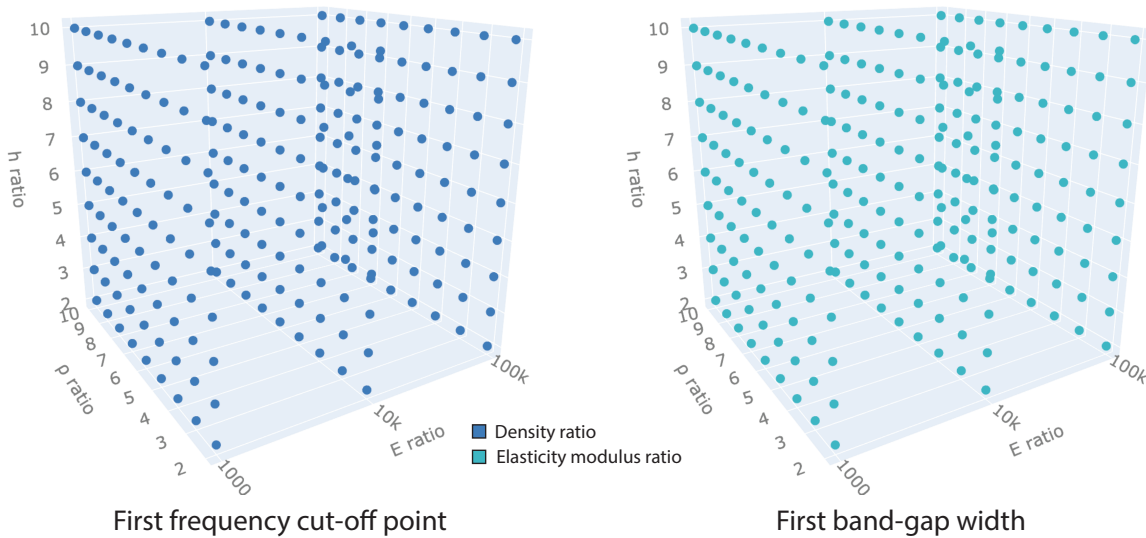 10
9
8
7
6
5
4
3
2
h ratio
10
9
8
7
6
5
4
3
2
ρ ratio
1000
10k
100k
E ratio
Density ratio
Elasticity modulus ratio
First frequency cut-off point
10
9
8
7
6
5
4
3
2
h ratio
10
9
8
7
6
5
4
3
2
ρ ratio
1000
10k
100k
E ratio
First band-gap width